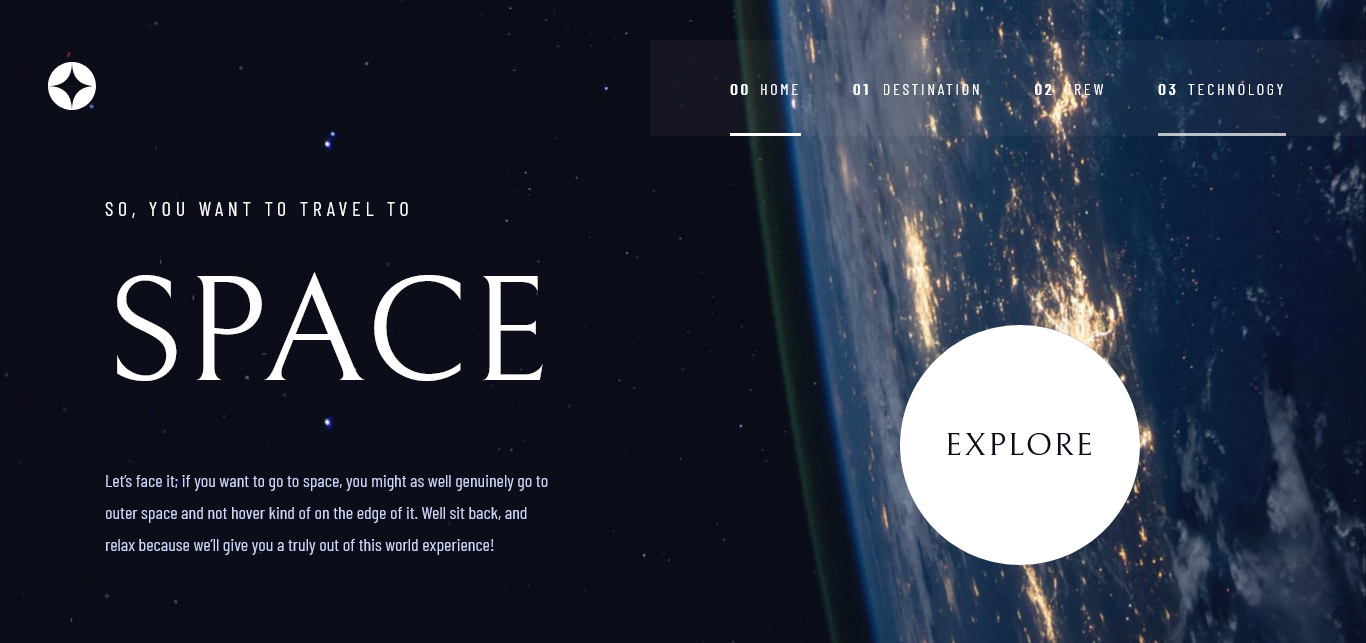 00 HOME 01 DESTINATION 02 CREW 03 TECHNOLOGY
SO, YOU WANT TO TRAVEL TO
SPACE
EXPLORE
Let’s face it; if you want to go to space, you might as well genuinely go to
outer space and not hover kind of on the edge of it. Well sit back, and
relax because we’ll give you a truly out of this world experience!